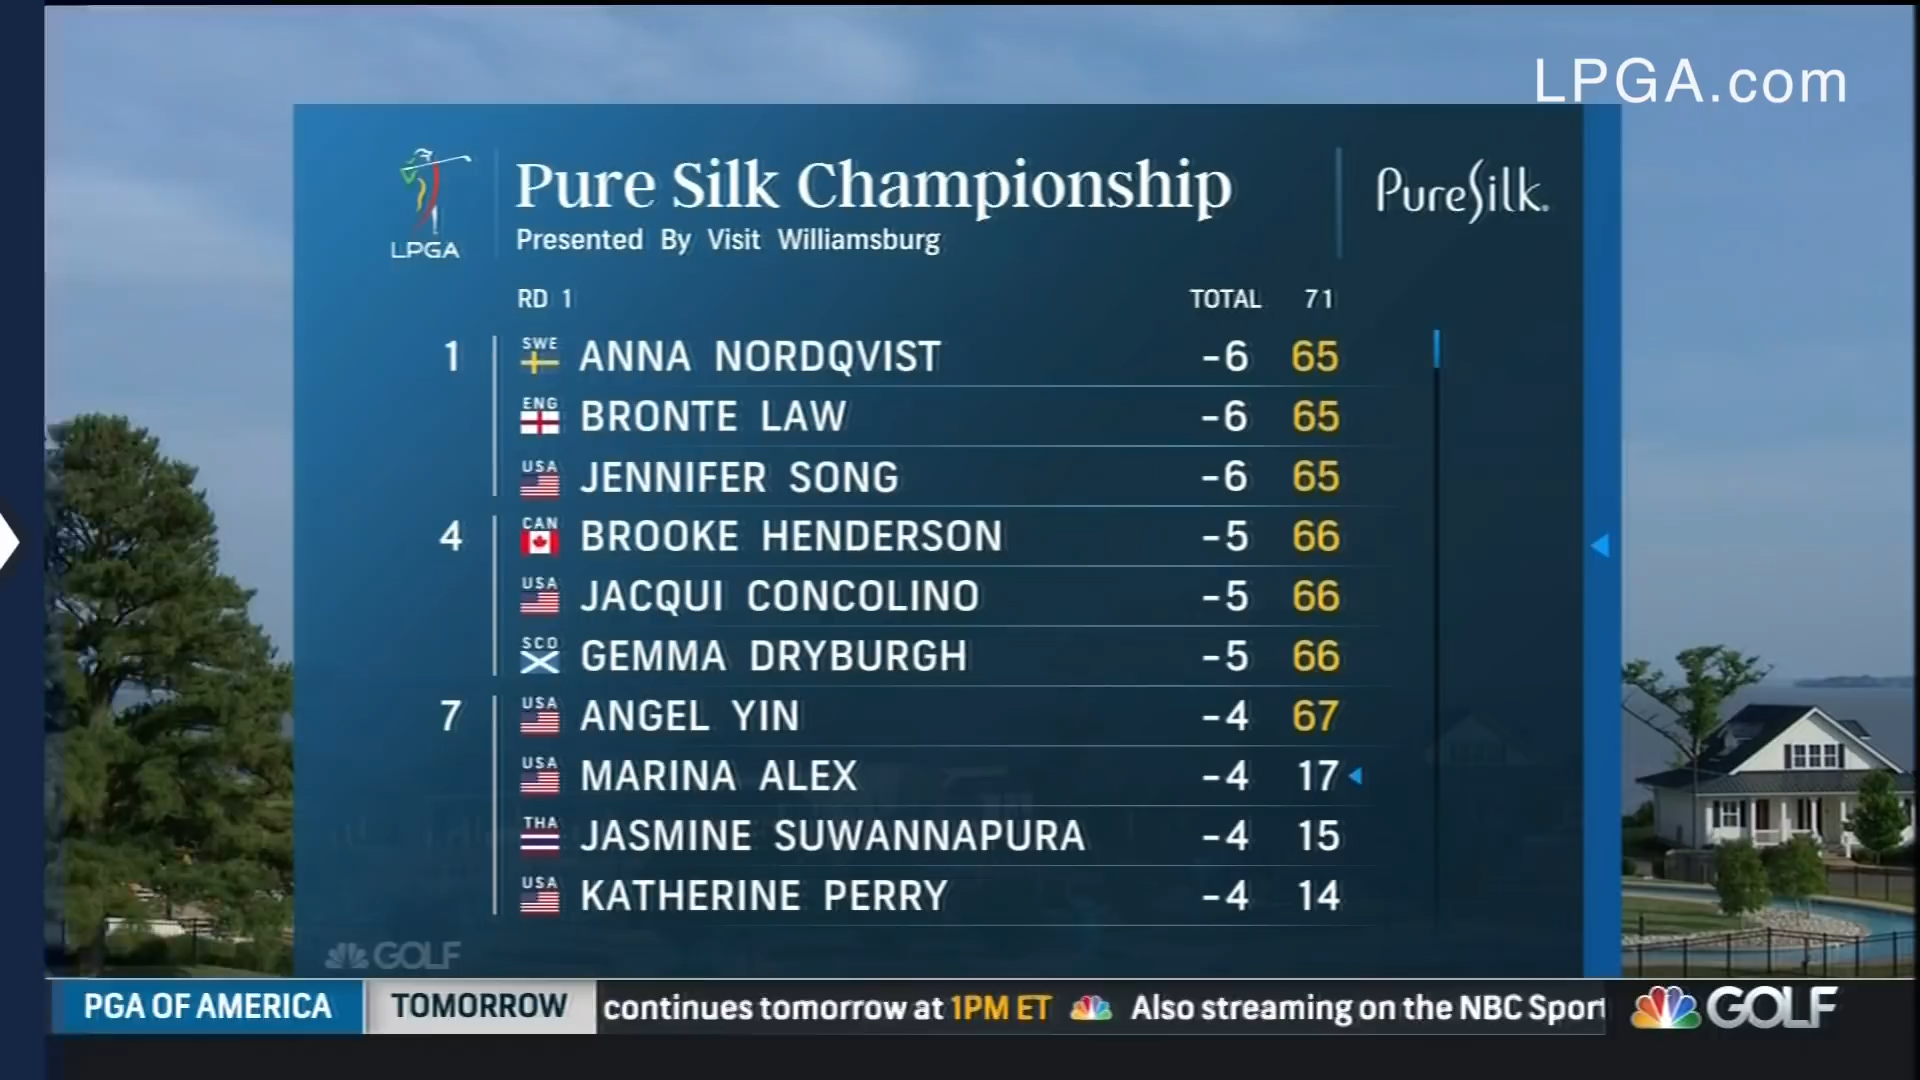 LPGA.com
LPGA
Pure Silk Championship
Presented By Visit Williamsburg
PureSilk.
RD 1 TOTAL 71
1 SWE ANNA NORDQVIST -6 65
ENG BRONTE LAW -6 65
USA JENNIFER SONG -6 65
4 CAN BROOKE HENDERSON -5 66
USA JACQUI CONCOLINO -5 66
SCO GEMMA DRYBURGH -5 66
7 USA ANGEL YIN -4 67
USA MARINA ALEX -4 17
THA JASMINE SUWANNAPURA -4 15
USA KATHERINE PERRY -4 14
GOLF
PGA OF AMERICA TOMORROW continues tomorrow at 1PM ET Also streaming on the NBC Sport GOLF